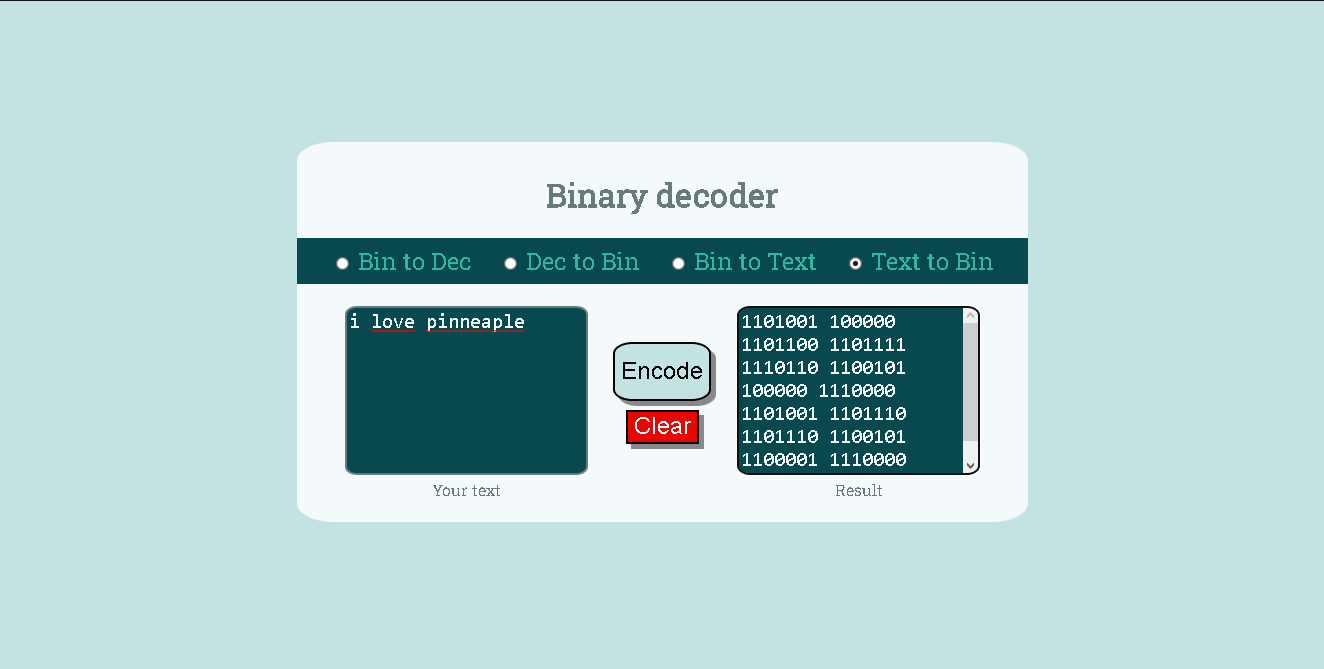 Binary decoder
Bin to Dec Dec to Bin Bin to Text Text to Bin
i love pinneaple
Encode
Clear
1101001 100000
1101100 1101111
1110110 1100101
100000 1110000
1101001 1101110
1101110 1100101
1100001 1110000
Your text
Result